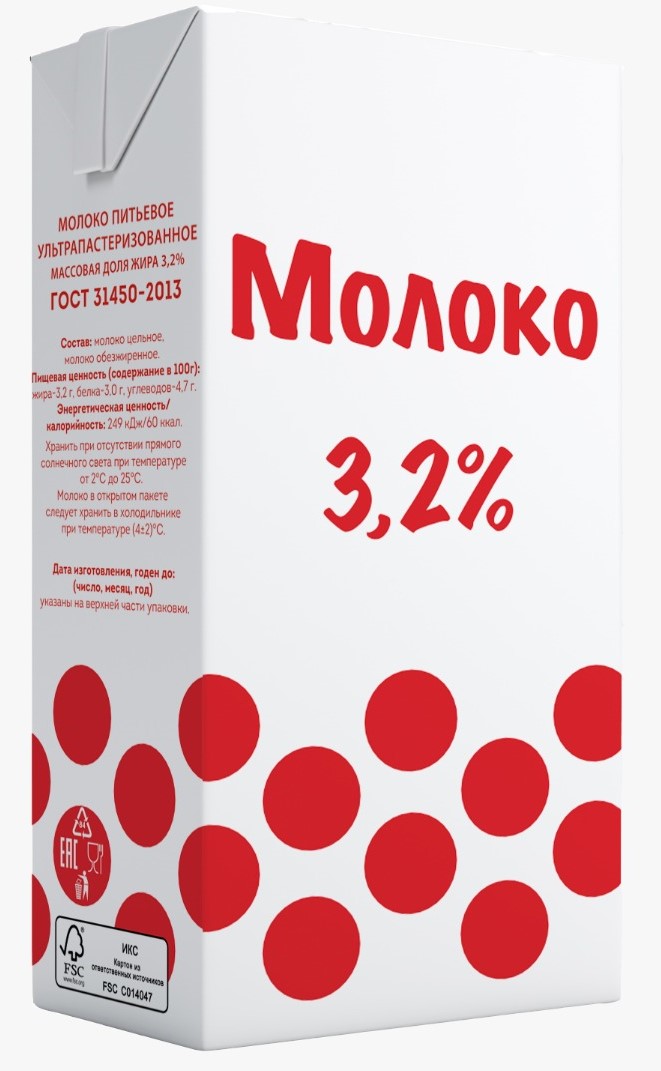 МОЛОКО ПИТЬЕВОЕ
УЛЬТРАПАСТЕРИЗОВАННОЕ
МАССОВАЯ ДОЛЯ ЖИРА 3,2%
ГОСТ 31450-2013
Состав: молоко цельное,
молоко обезжиренное.
Пищевая ценность (содержание в 100г):
жира-3,2 г, белка-3,0 г, углеводов-4,7 г.
Энергетическая ценность/
калорийность: 249 кДж/60 ккал.
Хранить при отсутствии прямого
солнечного света при температуре
от 2°С до 25°С.
Молоко в открытом пакете
следует хранить в холодильнике
при температуре (4±2)°С.
Дата изготовления, годен до:
(число, месяц, год)
указаны на верхней части упаковки.
84
ЕАС
FSC
www.fsc.org
ИКС
Картон из
ответственных источников
FSC C014047
Молоко
3,2%